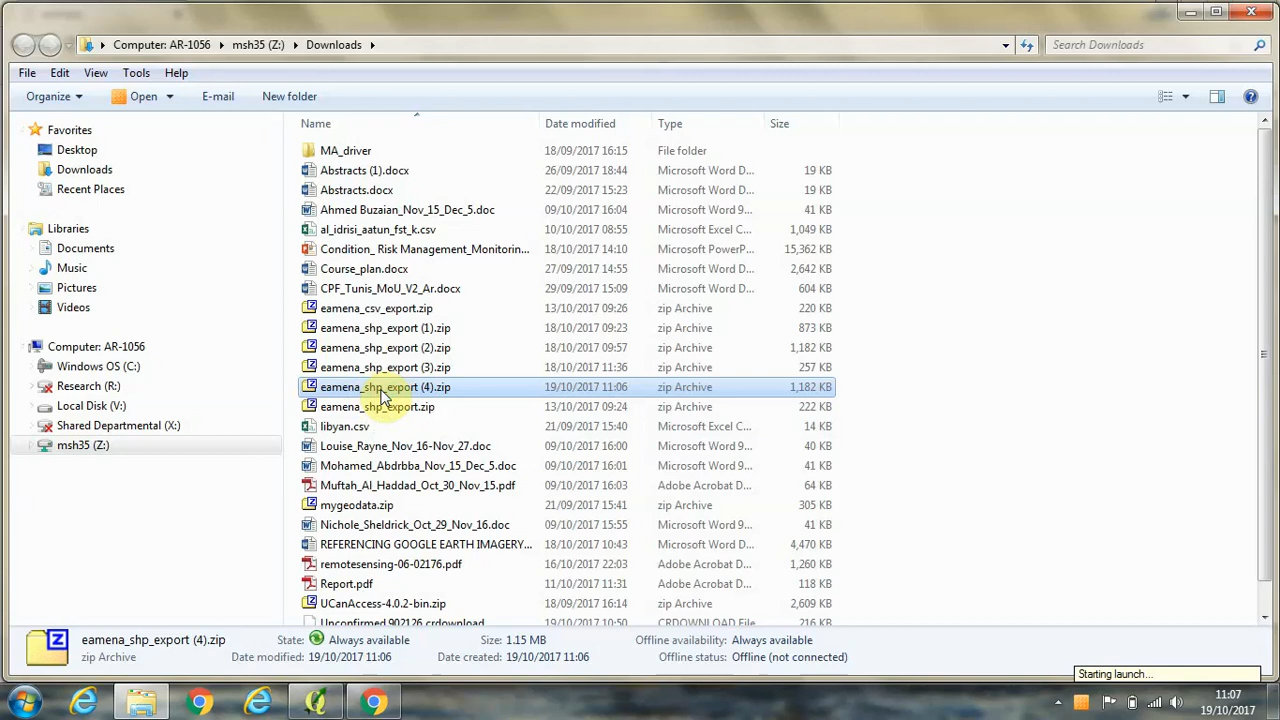 Computer: AR-1056 msh35 (Z:) Downloads
Search Downloads
File Edit View Tools Help
Organize Open E-mail New folder
Name Date modified Type Size
Favorites
Desktop
Downloads
Recent Places
Libraries
Documents
Music
Pictures
Videos
Computer: AR-1056
Windows OS (C:)
Research (R:)
Local Disk (V:)
Shared Departmental (X:)
msh35 (Z:)
MA_driver 18/09/2017 16:15 File folder
Abstracts (1).docx 26/09/2017 18:44 Microsoft Word D... 19 KB
Abstracts.docx 22/09/2017 15:23 Microsoft Word D... 19 KB
Ahmed Buzaian_Nov_15_Dec_5.doc 09/10/2017 16:04 Microsoft Word 9... 41 KB
al_idrisi_aatun_fst_k.csv 10/10/2017 08:55 Microsoft Excel C... 1,049 KB
Condition_ Risk Management_Monitorin... 18/10/2017 14:10 Microsoft PowerP... 15,362 KB
Course_plan.docx 27/09/2017 14:55 Microsoft Word D... 2,642 KB
CPF_Tunis_MoU_V2_Ar.docx 29/09/2017 15:09 Microsoft Word D... 604 KB
eamena_csv_export.zip 13/10/2017 09:26 zip Archive 220 KB
eamena_shp_export (1).zip 18/10/2017 09:23 zip Archive 873 KB
eamena_shp_export (2).zip 18/10/2017 09:57 zip Archive 1,182 KB
eamena_shp_export (3).zip 18/10/2017 11:36 zip Archive 257 KB
eamena_shp_export (4).zip 19/10/2017 11:06 zip Archive 1,182 KB
eamena_shp_export.zip 13/10/2017 09:24 zip Archive 222 KB
libyan.csv 21/09/2017 15:40 Microsoft Excel C... 14 KB
Louise_Rayne_Nov_16-Nov_27.doc 09/10/2017 16:00 Microsoft Word 9... 40 KB
Mohamed_Abdrbba_Nov_15_Dec_5.doc 09/10/2017 16:01 Microsoft Word 9... 41 KB
Muftah_Al_Haddad_Oct_30_Nov_15.pdf 09/10/2017 16:05 Adobe Acrobat D... 64 KB
mygeodata.zip 21/09/2017 15:41 zip Archive 305 KB
Nichole_Sheldrick_Oct_29_Nov_16.doc 09/10/2017 15:55 Microsoft Word 9... 41 KB
REFERENCING GOOGLE EARTH IMAGERY... 18/10/2017 10:43 Microsoft Word D... 4,470 KB
remotesensing-06-02176.pdf 16/10/2017 22:03 Adobe Acrobat D... 1,260 KB
Report.pdf 11/10/2017 11:31 Adobe Acrobat D... 118 KB
UCanAccess-4.0.2-bin.zip 18/09/2017 16:14 zip Archive 2,609 KB
Unconfirmed 902126.crdownload 18/10/2017 14:05 CRDOWNLOAD File 216 KB
eamena_shp_export (4).zip State: Always available Size: 1.15 MB Offline availability: Always available
zip Archive Date modified: 19/10/2017 11:06 Date created: 19/10/2017 11:06 Offline status: Offline (not connected)
Starting launch...
11:07
19/10/2017